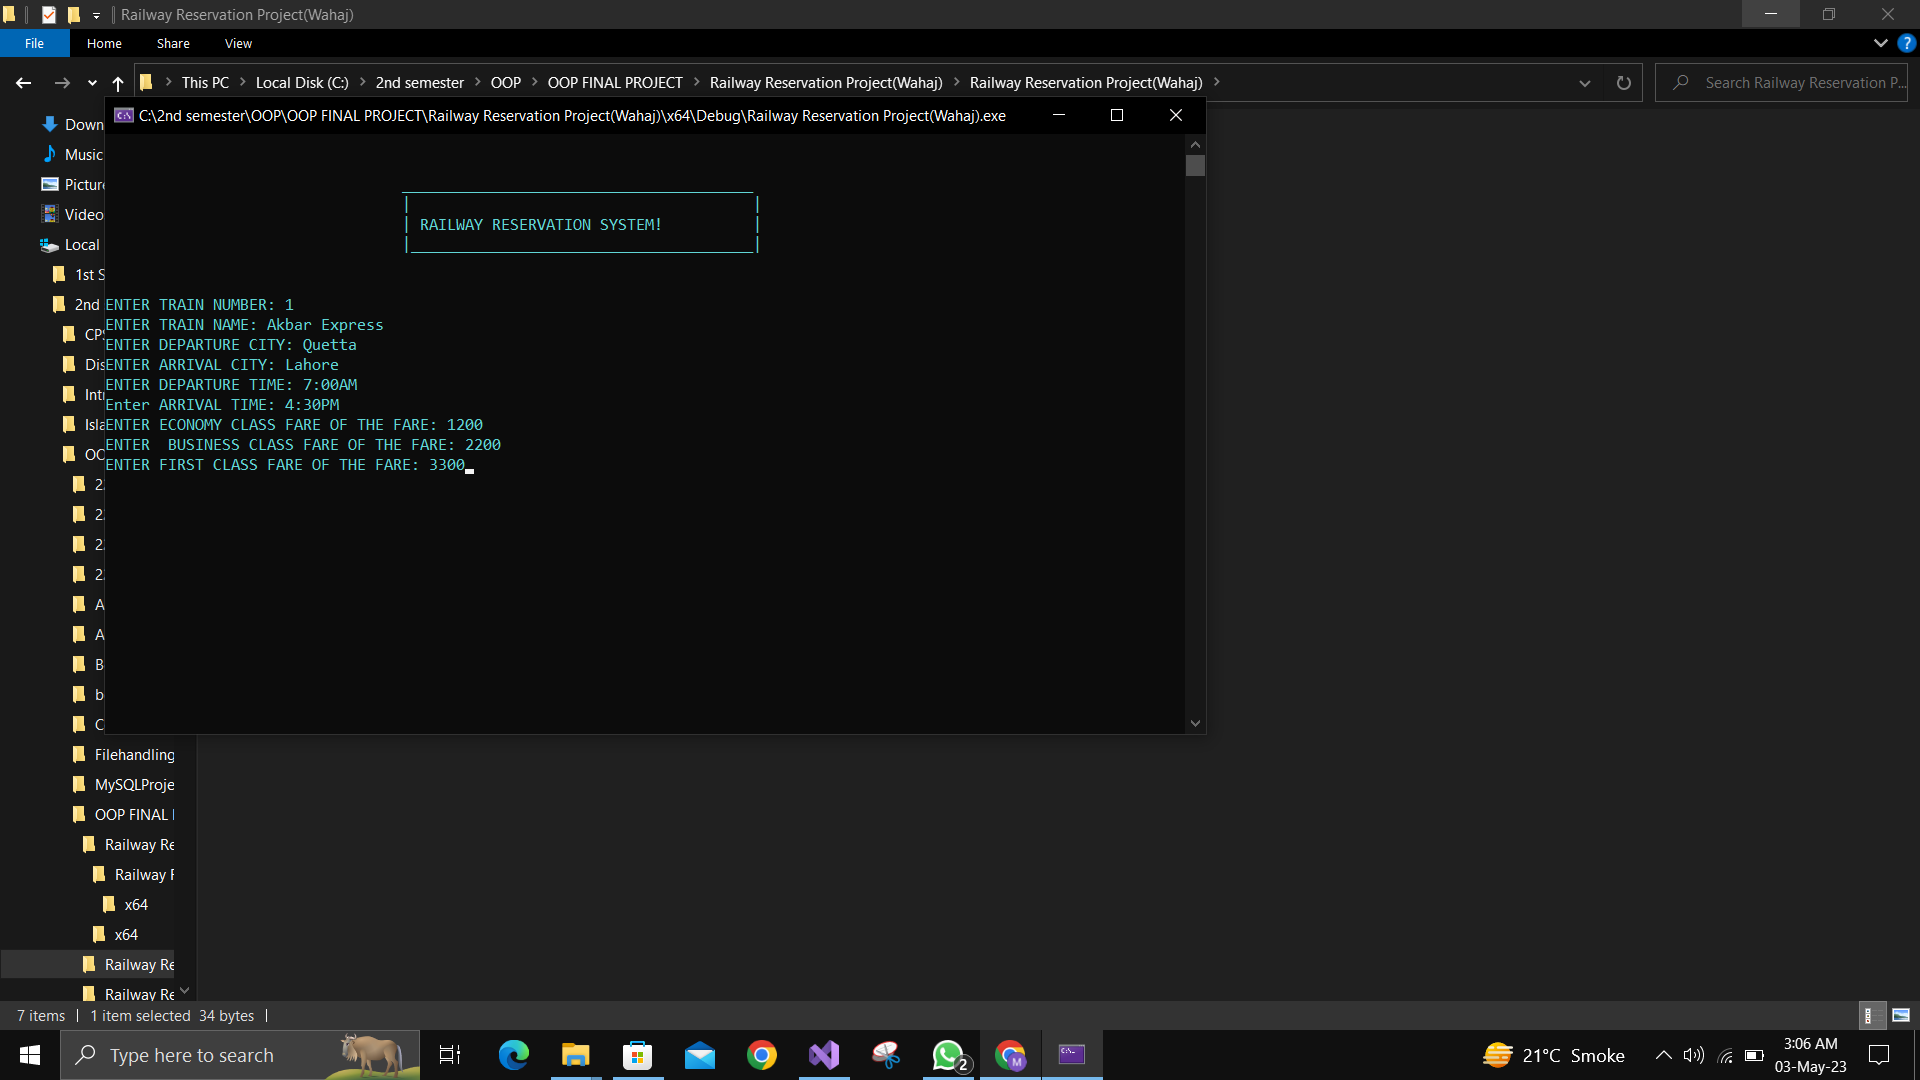 Railway Reservation Project(Wahaj)
File Home Share View
This PC Local Disk (C:) 2nd semester OOP OOP FINAL PROJECT Railway Reservation Project(Wahaj) Railway Reservation Project(Wahaj)
Search Railway Reservation P...
C:\2nd semester\OOP\OOP FINAL PROJECT\Railway Reservation Project(Wahaj)\x64\Debug\Railway Reservation Project(Wahaj).exe
RAILWAY RESERVATION SYSTEM!
ENTER TRAIN NUMBER: 1
ENTER TRAIN NAME: Akbar Express
ENTER DEPARTURE CITY: Quetta
ENTER ARRIVAL CITY: Lahore
ENTER DEPARTURE TIME: 7:00AM
Enter ARRIVAL TIME: 4:30PM
ENTER ECONOMY CLASS FARE OF THE FARE: 1200
ENTER  BUSINESS CLASS FARE OF THE FARE: 2200
ENTER FIRST CLASS FARE OF THE FARE: 3300
Down
Music
Picture
Video
Local
1st S
2nd
CPS
Dis
Int
Isla
OO
2
2
2
2
A
A
B
b
C
Filehandling
MySQLProje
OOP FINAL
Railway Re
Railway
x64
x64
Railway Re
Railway Re
7 items 1 item selected 34 bytes
Type here to search
2
M
21°C Smoke
3:06 AM
03-May-23